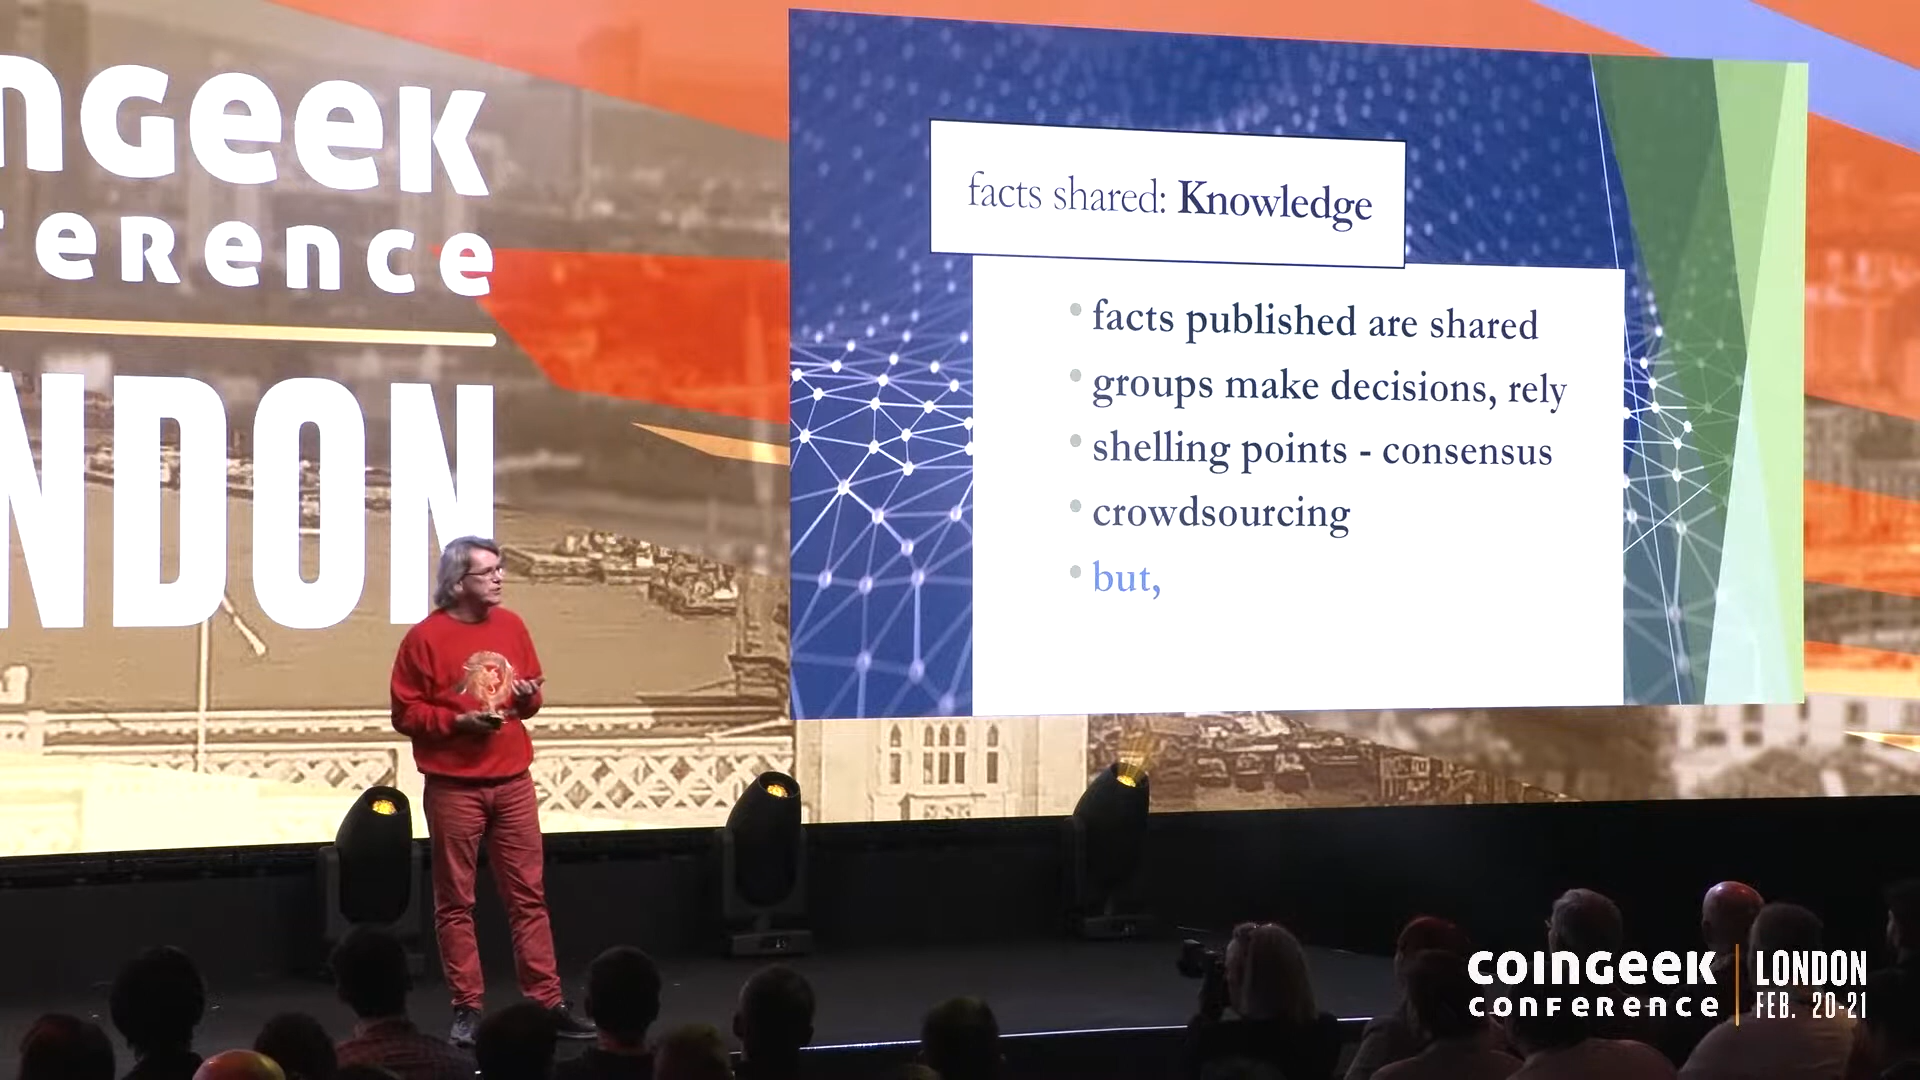 nGeeK
ference
NDON
facts shared: Knowledge
facts published are shared
groups make decisions, rely
shelling points - consensus
crowdsourcing
but,
COINGEEK
CONFERENCE
LONDON
FEB. 20-21